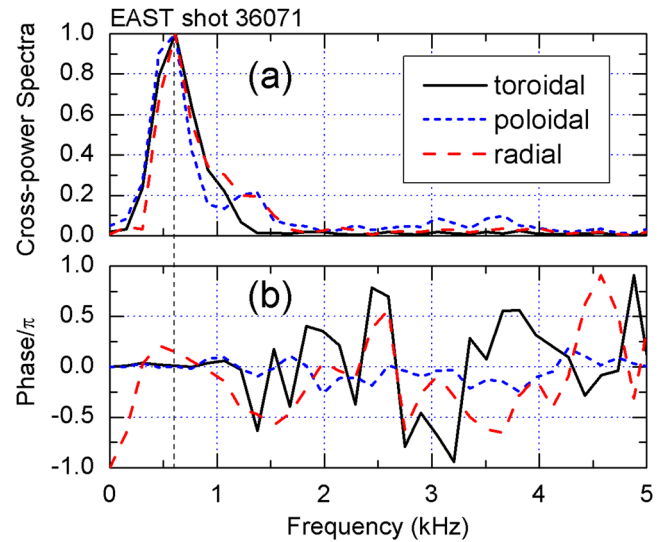 EAST shot 36071
Cross-power Spectra
1.0
0.8
0.6
0.4
0.2
0.0
(a)
toroidal
poloidal
radial
Phase/π
1.0
0.5
0.0
-0.5
-1.0
(b)
0 1 2 3 4 5
Frequency (kHz)